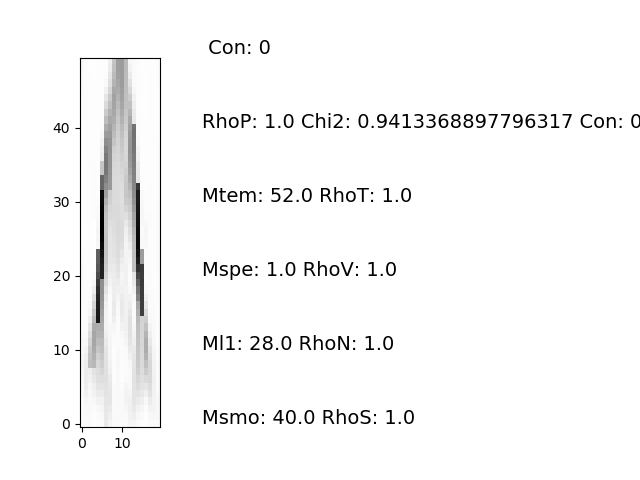 Con: 0
RhoP: 1.0 Chi2: 0.9413368897796317 Con: 0
40
Mtem: 52.0 RhoT: 1.0
30
Mspe: 1.0 RhoV: 1.0
20
Ml1: 28.0 RhoN: 1.0
10
Msmo: 40.0 RhoS: 1.0
0
0 10